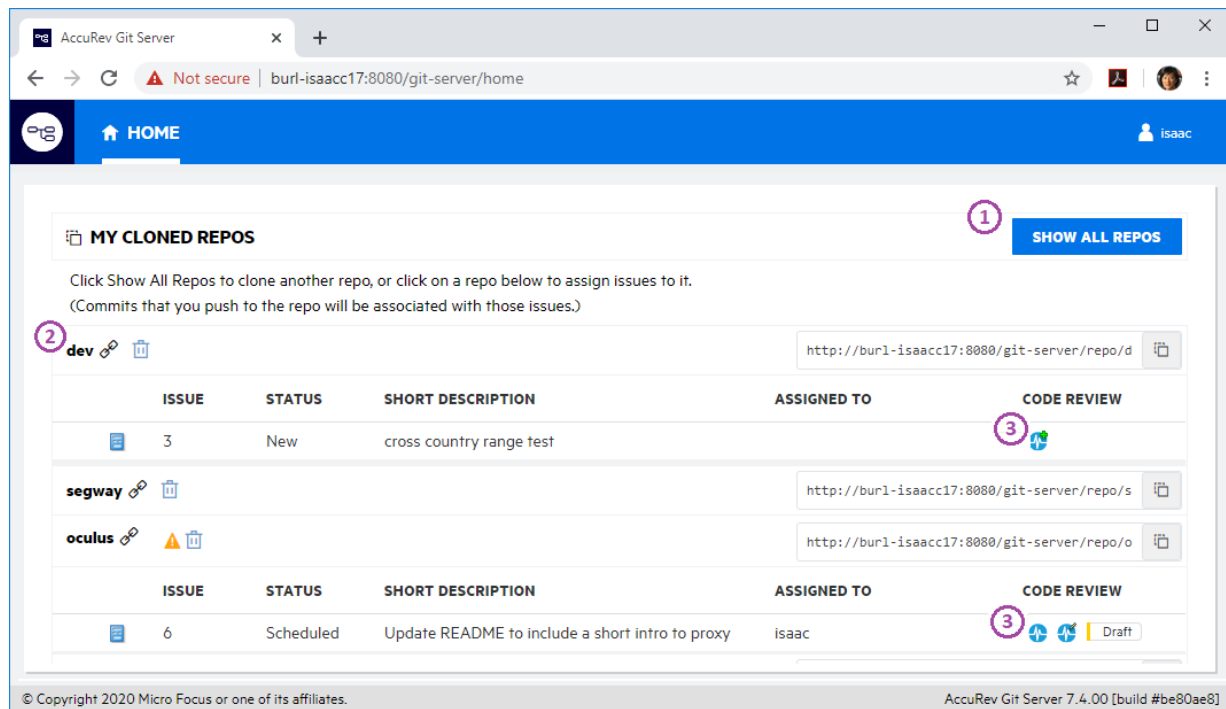 AccuRev Git Server
Not secure | burl-isaacc17:8080/git-server/home
HOME
isaac
1
MY CLONED REPOS
SHOW ALL REPOS
Click Show All Repos to clone another repo, or click on a repo below to assign issues to it.
(Commits that you push to the repo will be associated with those issues.)
2
dev
http://burl-isaacc17:8080/git-server/repo/d
ISSUE STATUS SHORT DESCRIPTION ASSIGNED TO CODE REVIEW
3 New cross country range test 3
segway
http://burl-isaacc17:8080/git-server/repo/s
oculus
http://burl-isaacc17:8080/git-server/repo/o
ISSUE STATUS SHORT DESCRIPTION ASSIGNED TO CODE REVIEW
6 Scheduled Update README to include a short intro to proxy isaac 3 Draft
© Copyright 2020 Micro Focus or one of its affiliates.
AccuRev Git Server 7.4.00 [build #be80ae8]